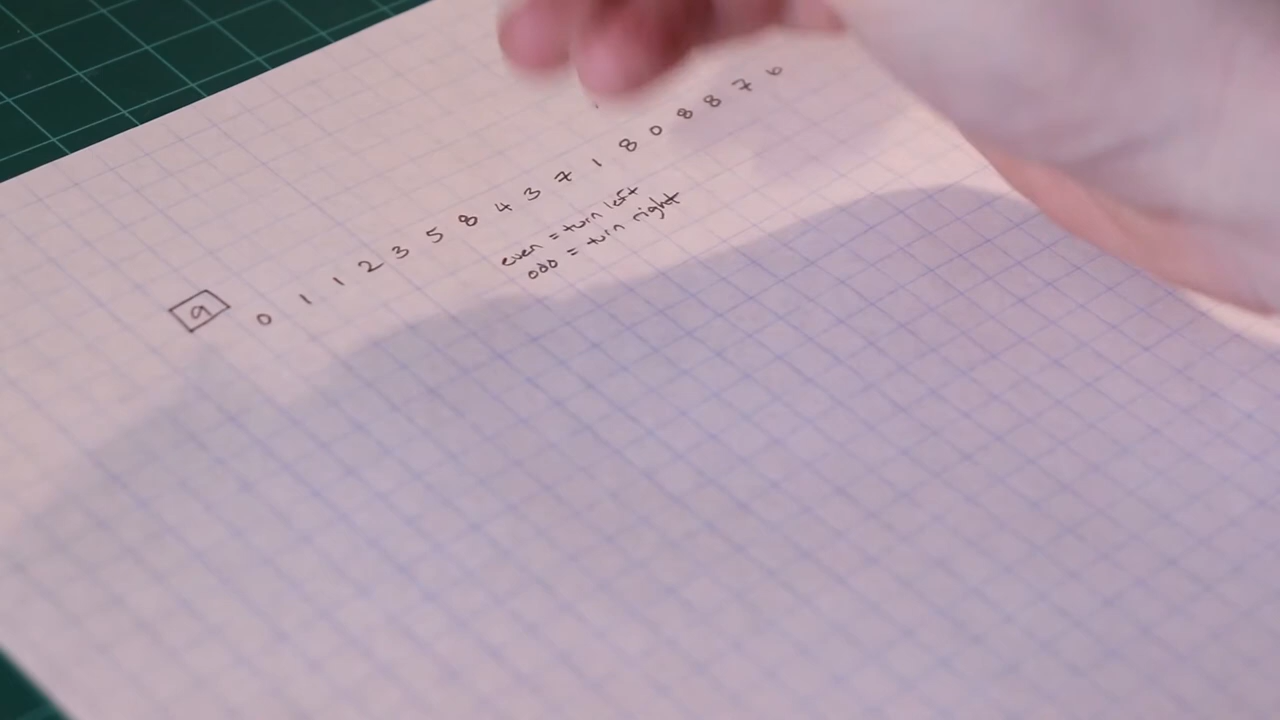 9 0 1 1 2 3 5 8 4 3 7 1 8 0 8 8 7 6
even = turn left
odd = turn right